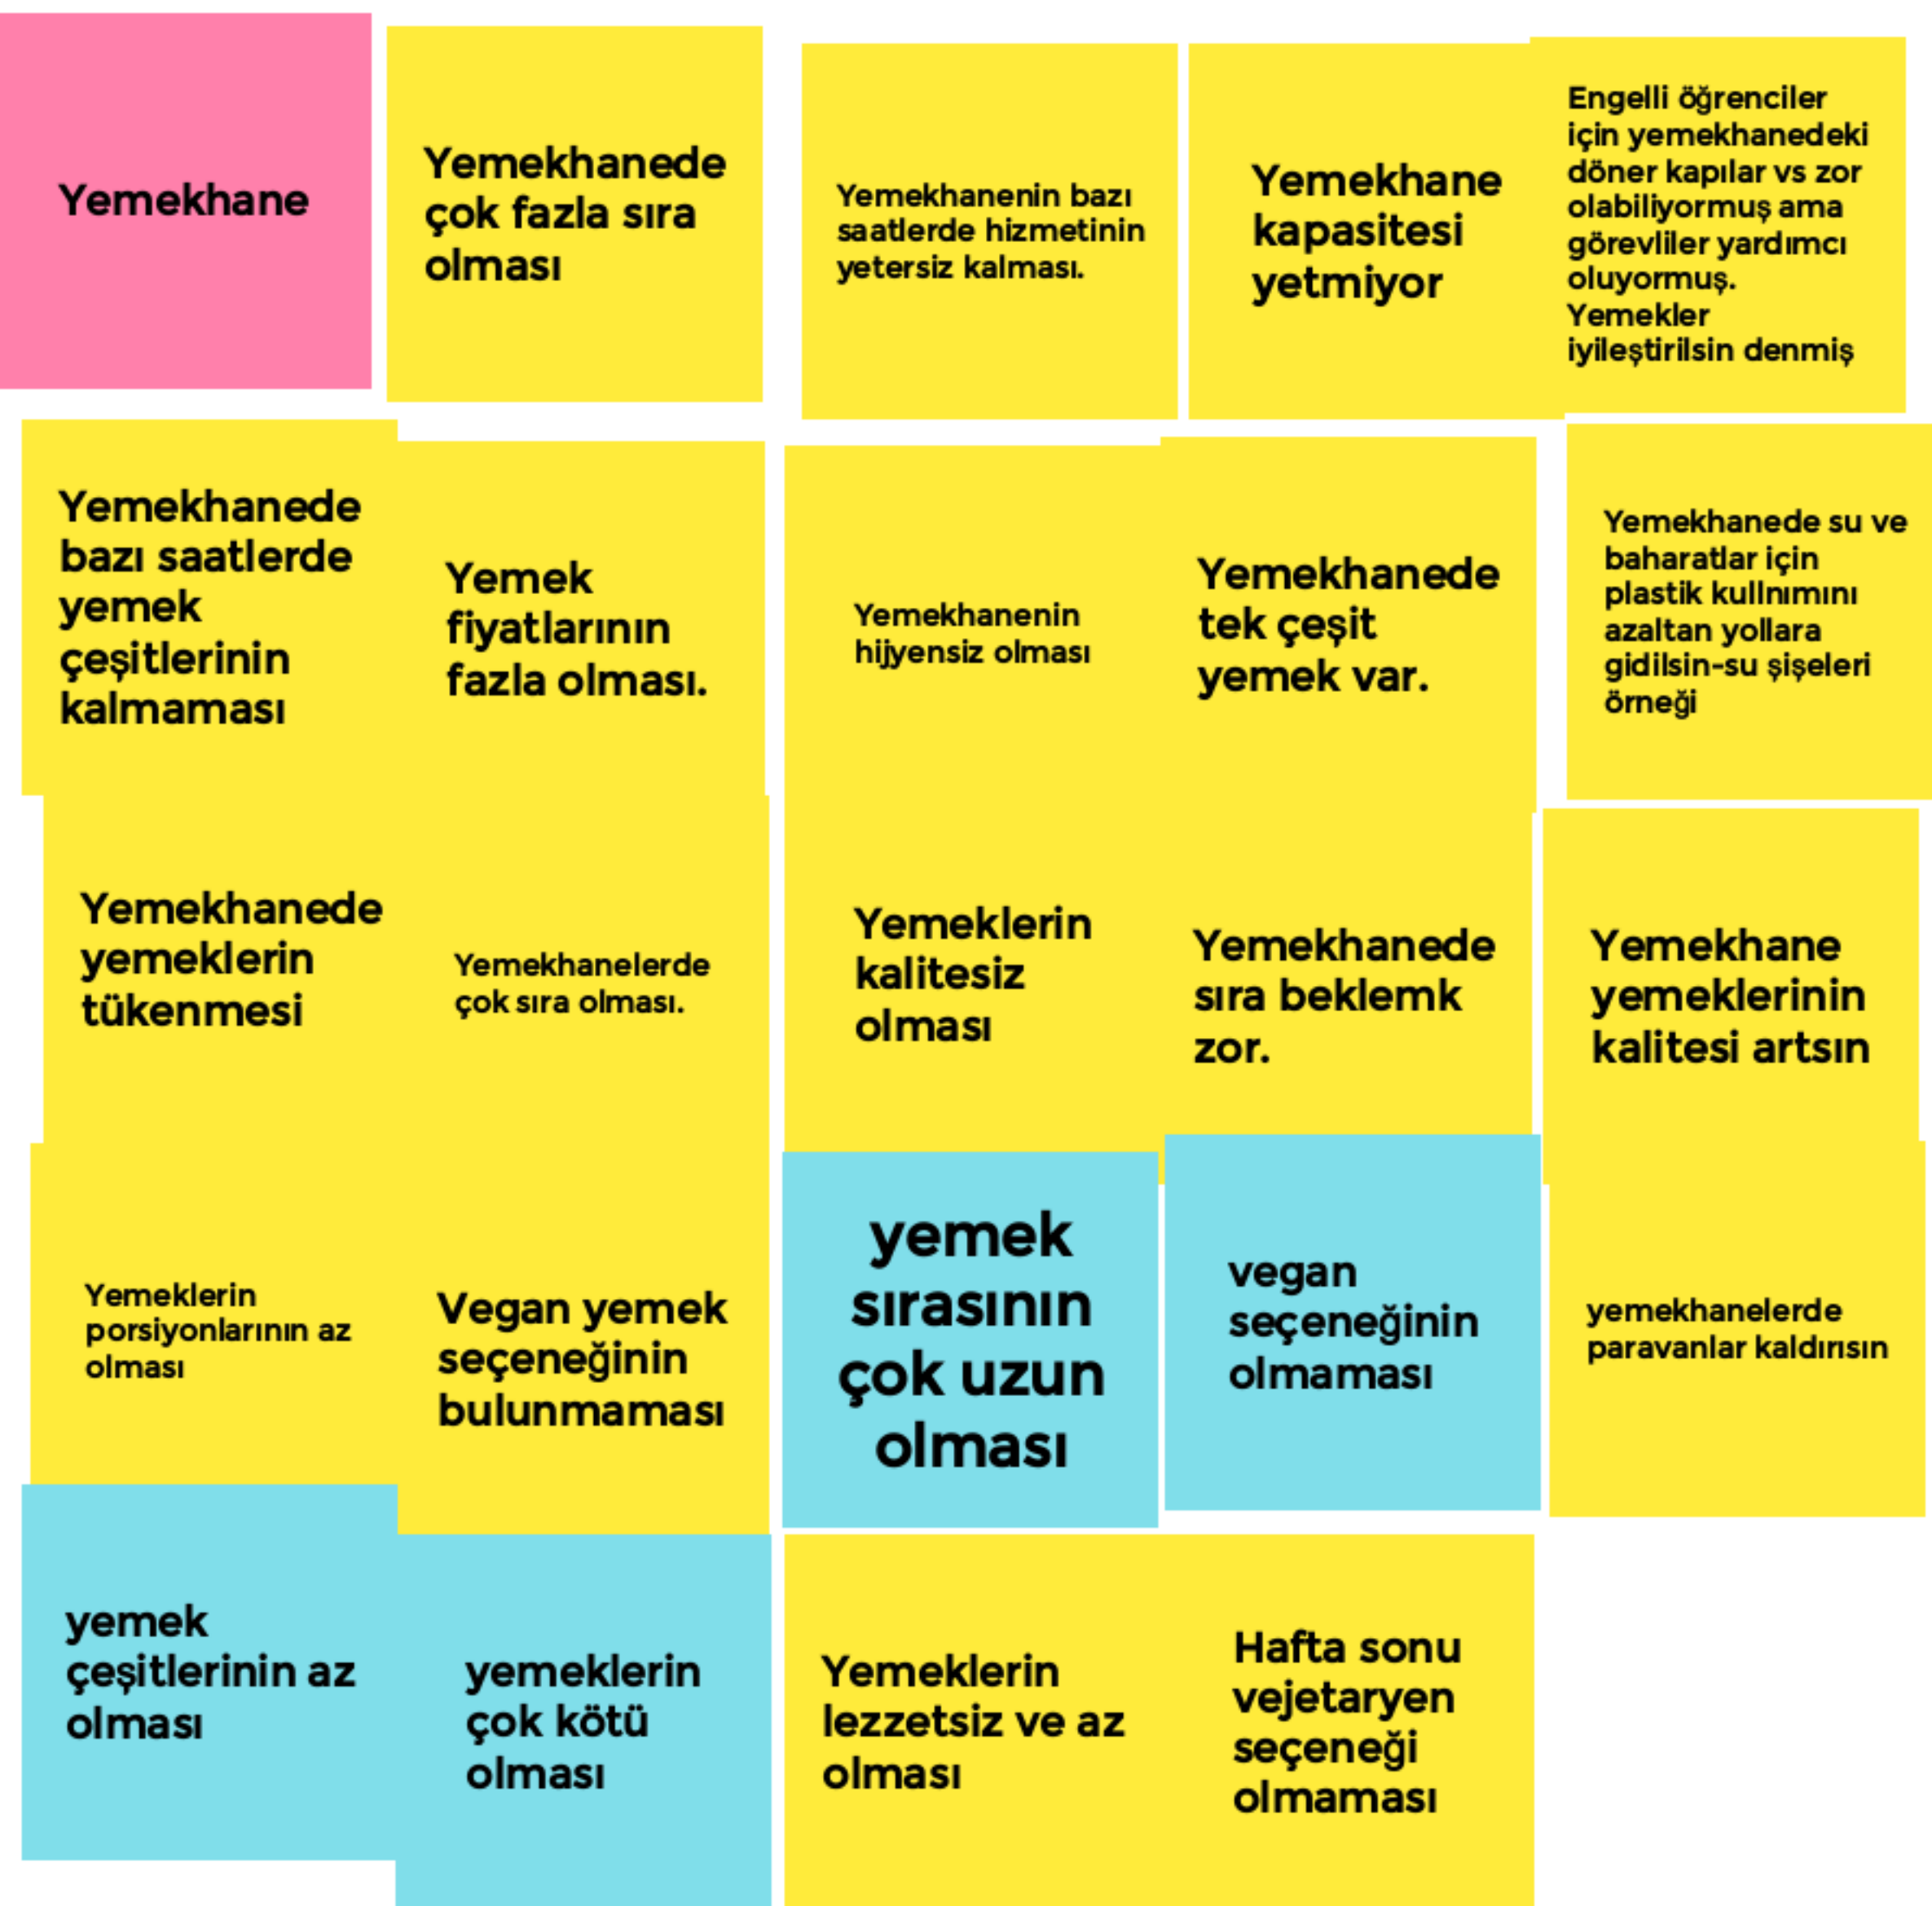 Yemekhane
Yemekhanede
çok fazla sıra
olması
Yemekhanenin bazı
saatlerde hizmetinin
yetersiz kalması.
Yemekhane
kapasitesi
yetmiyor
Engelli öğrenciler
için yemekhanedeki
döner kapılar vs zor
olabiliyormuş ama
görevliler yardımcı
oluyormuş.
Yemekler
iyileştirilsin denmiş
Yemekhanede
bazı saatlerde
yemek
çeşitlerinin
kalmaması
Yemek
fiyatlarının
fazla olması.
Yemekhanenin
hijyensiz olması
Yemekhanede
tek çeşit
yemek var.
Yemekhanede su ve
baharatlar için
plastik kullnımını
azaltan yollara
gidilsin-su şişeleri
örneği
Yemekhanede
yemeklerin
tükenmesi
Yemekhanelerde
çok sıra olması.
Yemeklerin
kalitesiz
olması
Yemekhanede
sıra beklemk
zor.
Yemekhane
yemeklerinin
kalitesi artsın
Yemeklerin
porsiyonlarının az
olması
Vegan yemek
seçeneğinin
bulunmaması
yemek
sırasının
çok uzun
olması
vegan
seçeneğinin
olmaması
yemekhanelerde
paravanlar kaldırısın
yemek
çeşitlerinin az
olması
yemeklerin
çok kötü
olması
Yemeklerin
lezzetsiz ve az
olması
Hafta sonu
vejetaryen
seçeneği
olmaması